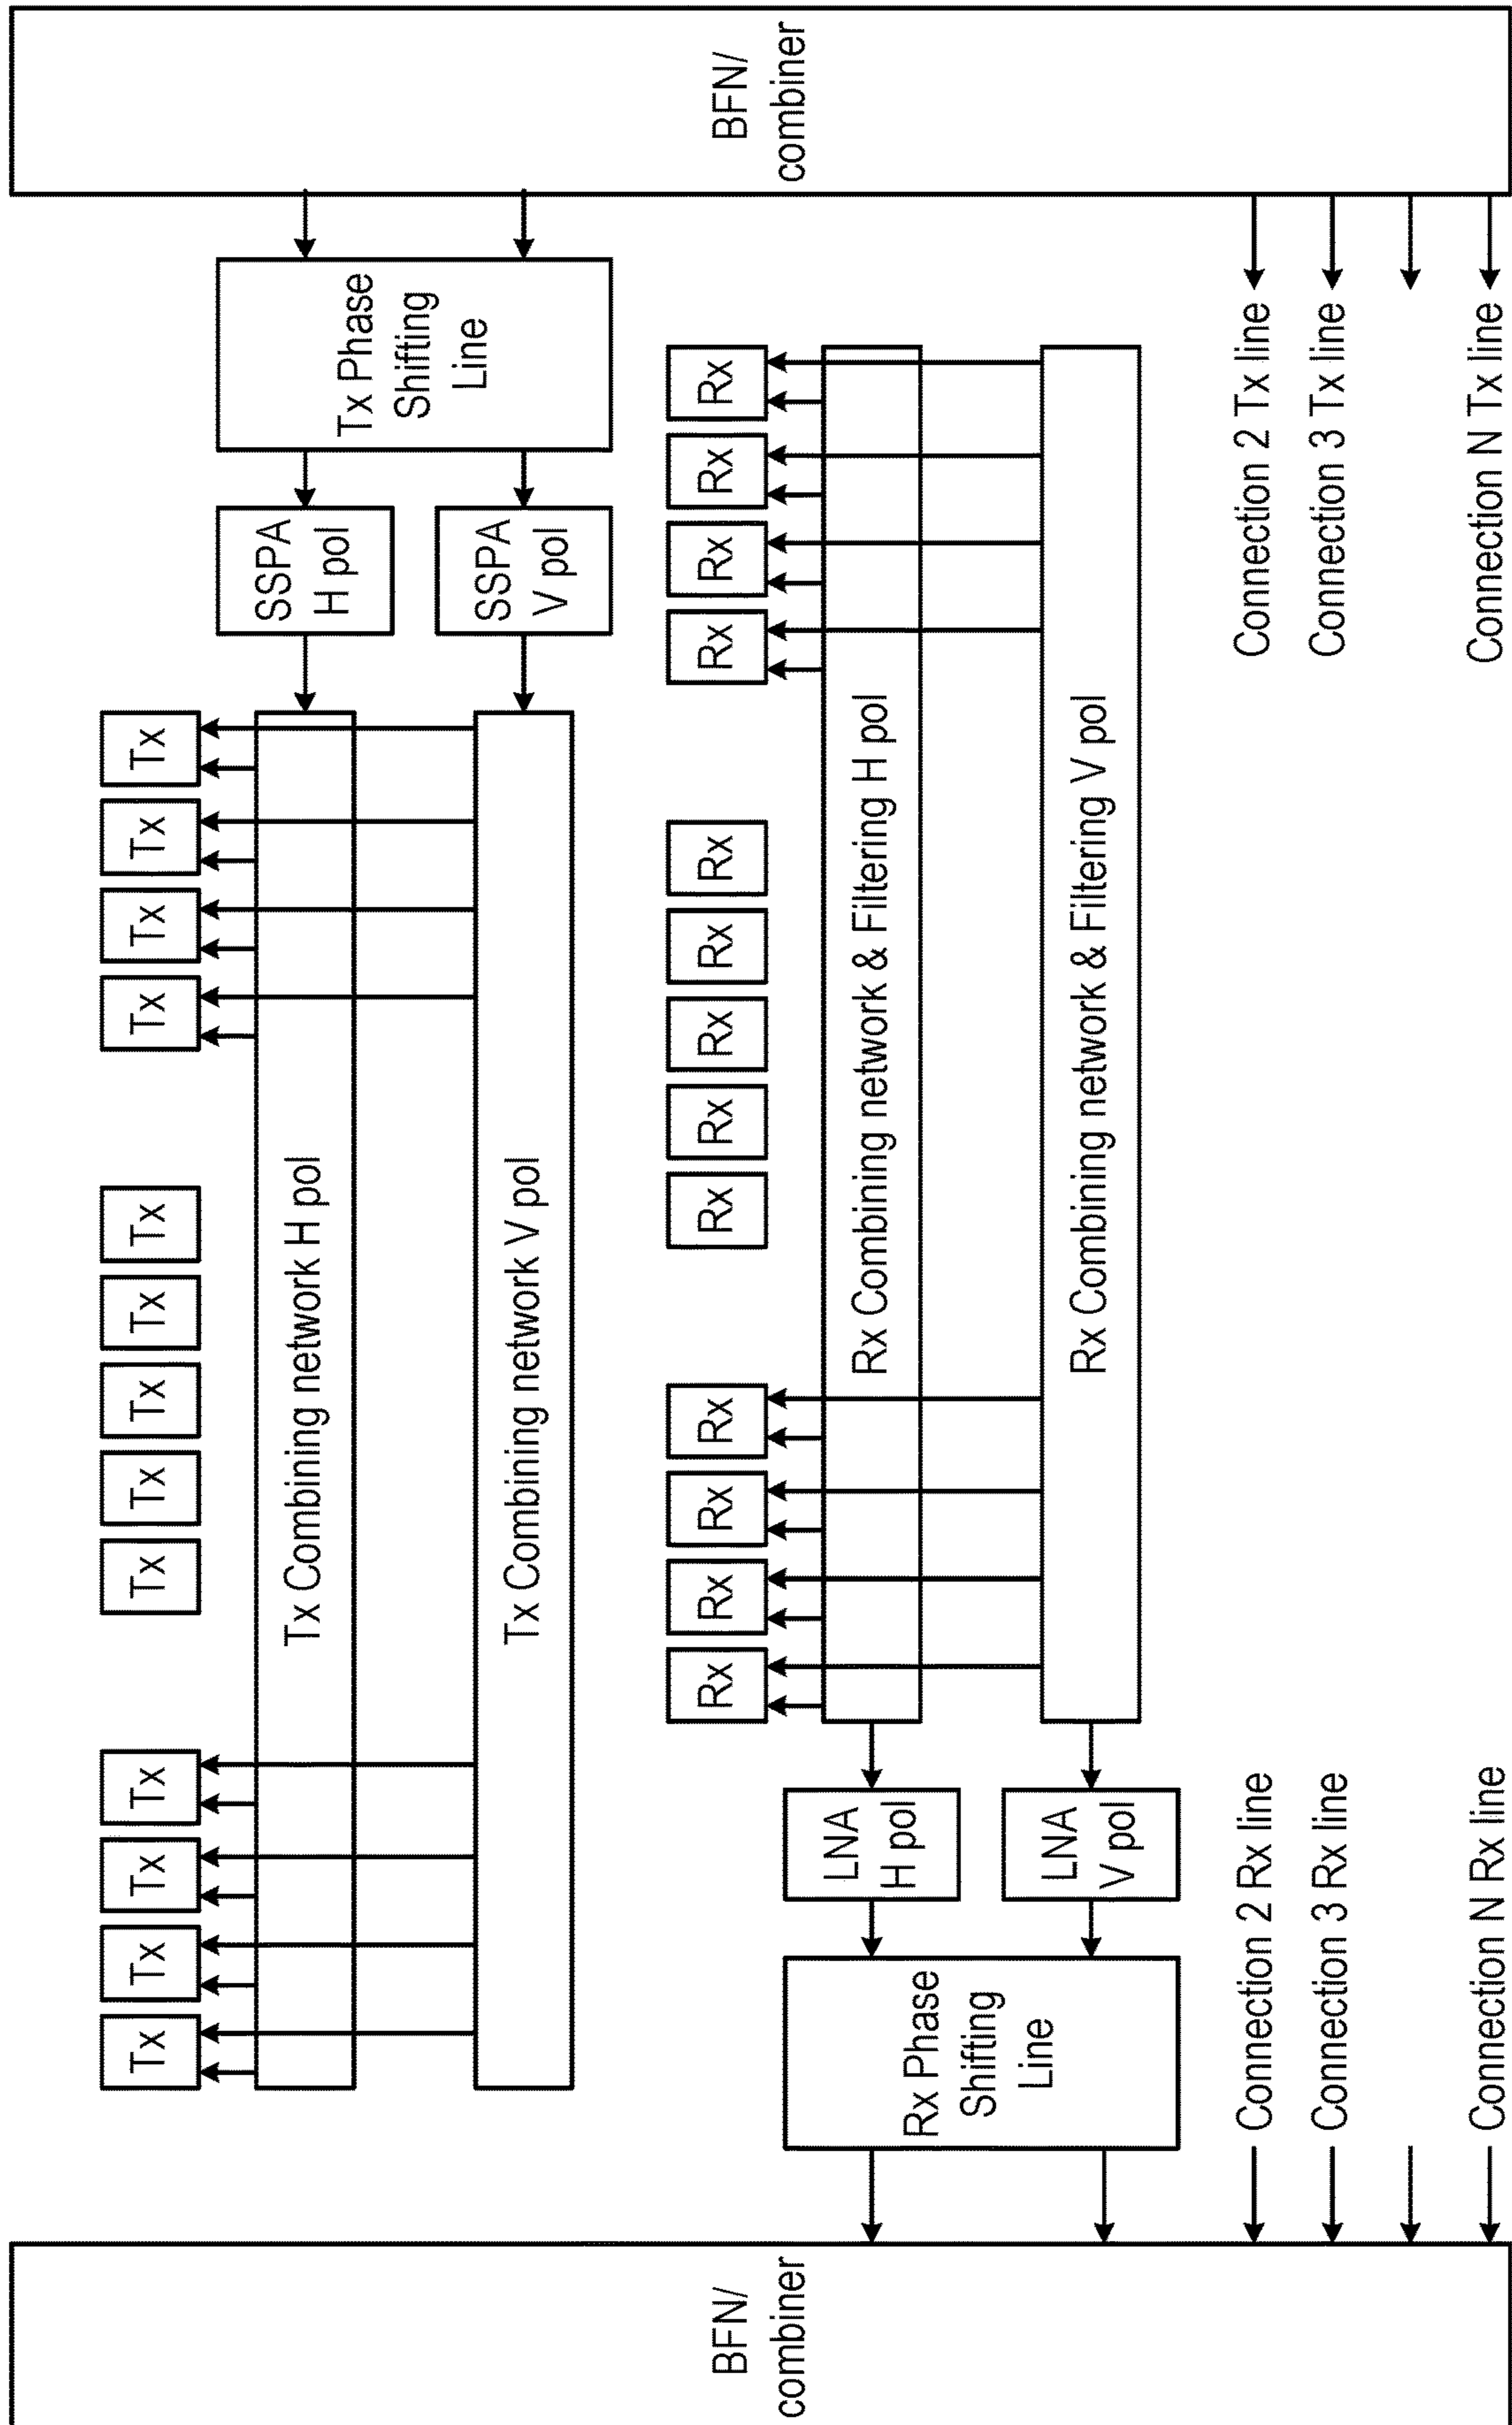 BFN/
combiner
Tx
Tx
Tx
Tx
Tx
Tx
Tx
Tx
Tx
Tx
Tx
Tx
Tx
Tx Combining network H pol
Tx Combining network V pol
SSPA
H pol
SSPA
V pol
Tx Phase
Shifting
Line
BFN/
combiner
Rx
Rx
Rx
Rx
Rx
Rx
Rx
Rx
Rx
Rx
Rx
Rx
Rx
Rx Combining network & Filtering H pol
Rx Combining network & Filtering V pol
LNA
H pol
LNA
V pol
Rx Phase
Shifting
Line
Connection 2 Rx line
Connection 3 Rx line
Connection N Rx line
Connection 2 Tx line
Connection 3 Tx line
Connection N Tx line